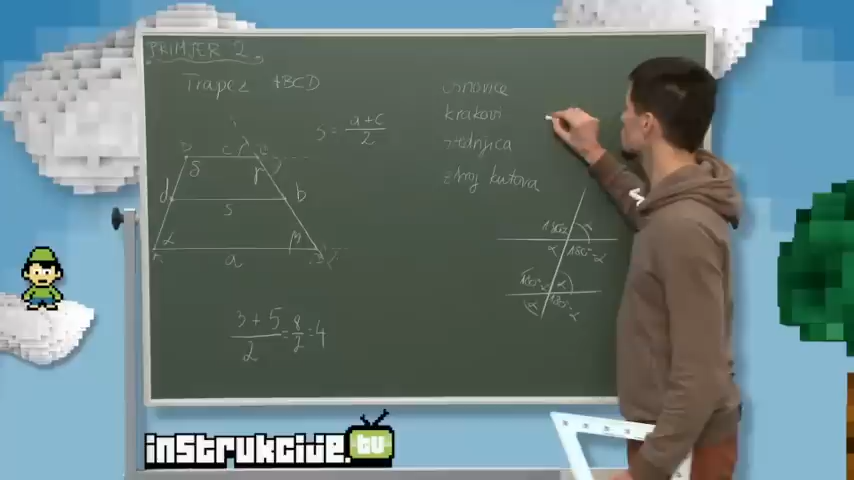 PRIMJER 2
Trapez ABCD
osnovice
krakovi
srednjica
zbroj kutova
s = a+c
2
D c C
δ γ
d s b
α β
A a B
180-α α
α 180°-α
180°-α α
α 180°-α
3+5 = 8 = 4
2 2
instrukcije.tv